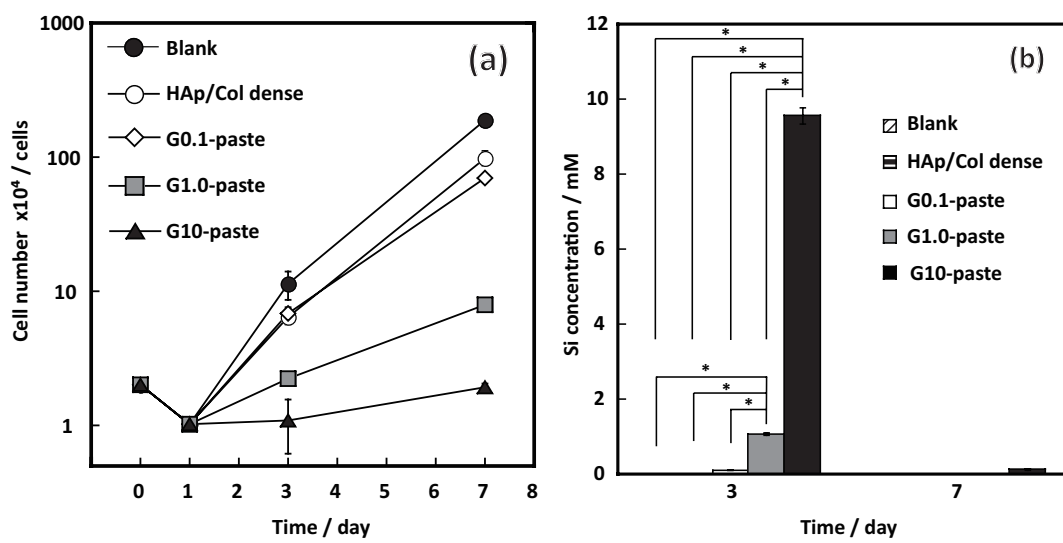 1000
100
10
1
Cell number x10⁴ / cells
Blank
HAp/Col dense
G0.1-paste
G1.0-paste
G10-paste
(a)
0 1 2 3 4 5 6 7 8
Time / day
12
10
8
6
4
2
0
Si concentration / mM
* 
*
*
*
*
*
*
(b)
Blank
HAp/Col dense
G0.1-paste
G1.0-paste
G10-paste
3 7
Time / day